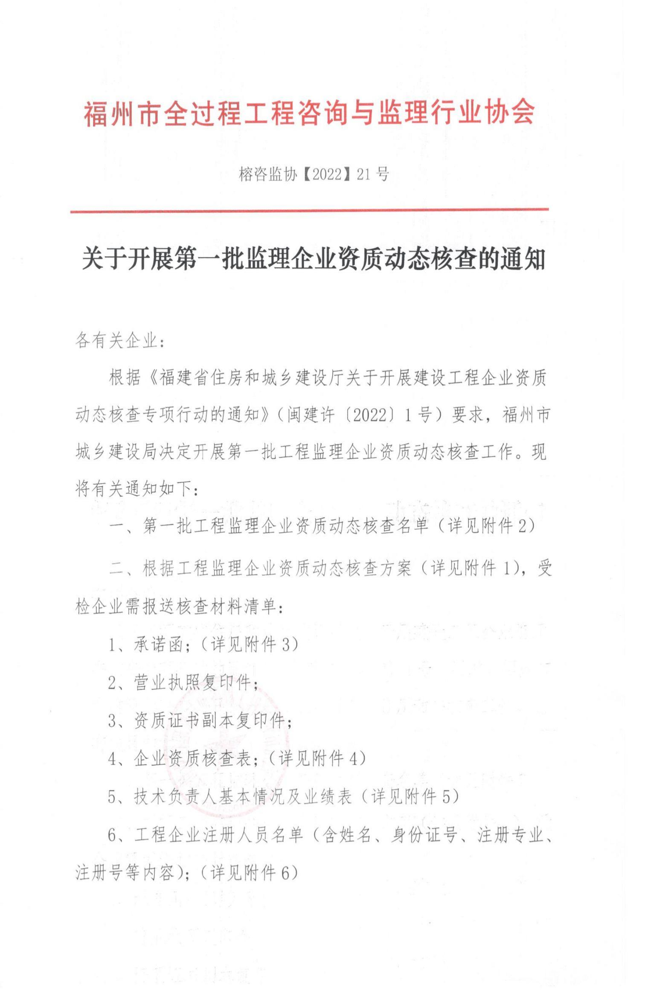 福州市全过程工程咨询与监理行业协会
榕咨监协【2022】21 号
关于开展第一批监理企业资质动态核查的通知
各有关企业：
根据《福建省住房和城乡建设厅关于开展建设工程企业资质
动态核查专项行动的通知》（闽建许〔2022〕1 号）要求，福州市
城乡建设局决定开展第一批工程监理企业资质动态核查工作。现
将有关通知如下：
一、第一批工程监理企业资质动态核查名单（详见附件 2）
二、根据工程监理企业资质动态核查方案（详见附件 1），受
检企业需报送核查材料清单：
1、承诺函；（详见附件 3）
2、营业执照复印件；
3、资质证书副本复印件；
4、企业资质核查表；（详见附件 4）
5、技术负责人基本情况及业绩表（详见附件 5）
6、工程企业注册人员名单（含姓名、身份证号、注册专业、
注册号等内容）；（详见附件 6）